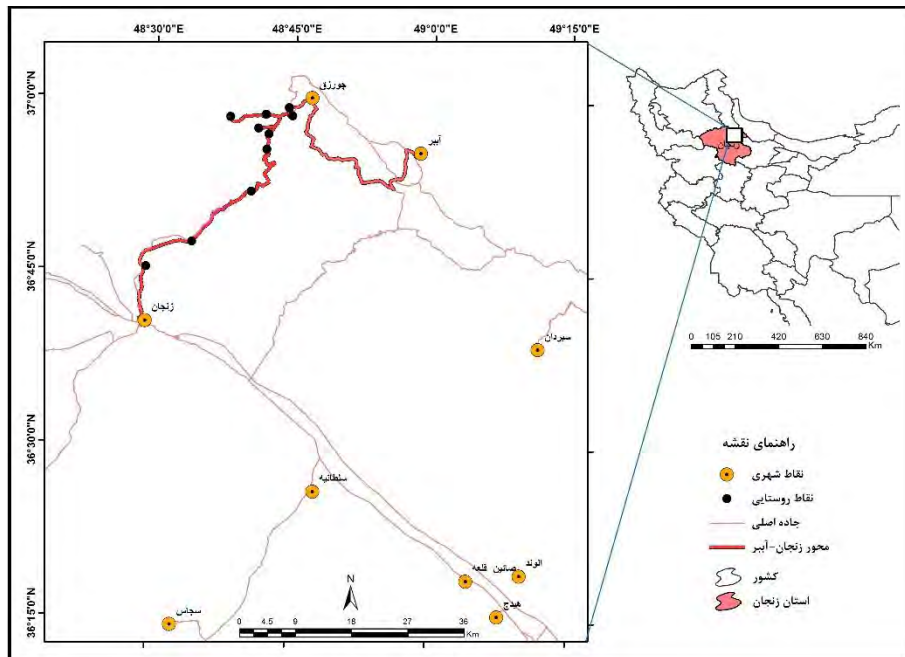 48°30'0"E
48°45'0"E
49°0'0"E
49°15'0"E
37°0'0"N
36°45'0"N
36°30'0"N
36°15'0"N
چورزق
آببر
زنجان
سیردان
سلطانیه
الوند
صائین قلعه
هیدج
سجاس
N
0 4.5 9 18 27 36
Km
0 105 210 420 630 840
Km
راهنمای نقشه
نقاط شهری
نقاط روستایی
جاده اصلی
محور زنجان-آببر
کشور
استان زنجان